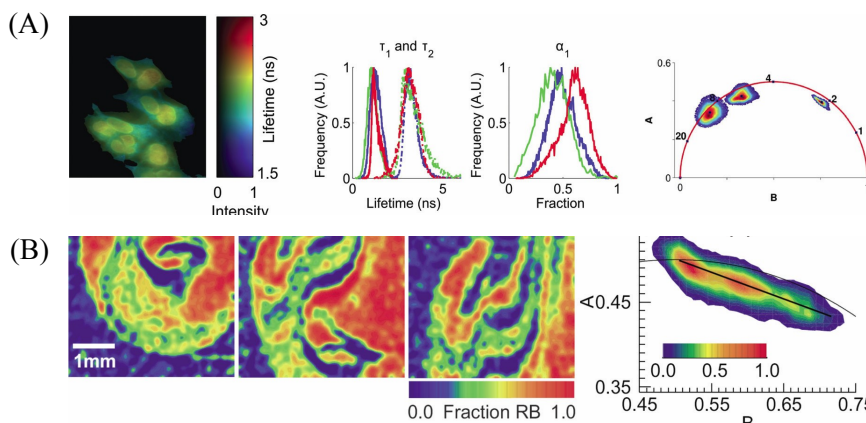 (A)
3
Lifetime (ns)
1.5
0 1
Intensity
τ1 and τ2
Frequency (A.U.)
1
0.5
0
0 5
Lifetime (ns)
α1
Frequency (A.U.)
1
0.5
0
0 0.5 1
Fraction
0.6
A
0
20
4
2
1
0
B
(B)
1mm
0.0 Fraction RB 1.0
A
0.45
0.35
0.0 0.5 1.0
0.45 0.55 0.65 0.75